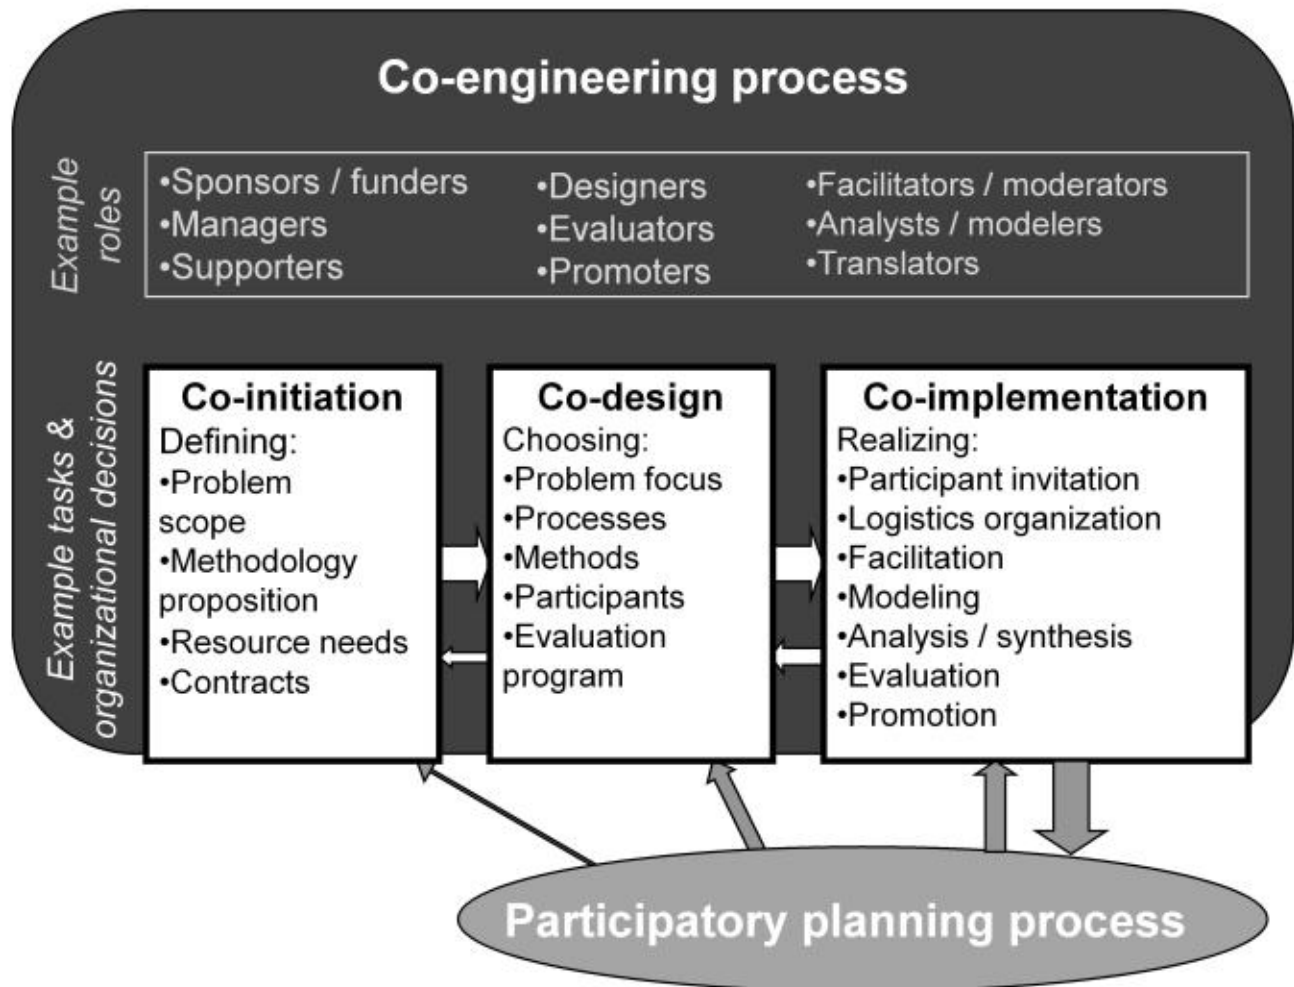 Co-engineering process
Example
roles
•Sponsors / funders
•Managers
•Supporters
•Designers
•Evaluators
•Promoters
•Facilitators / moderators
•Analysts / modelers
•Translators
Example tasks &
organizational decisions
Co-initiation
Defining:
•Problem
scope
•Methodology
proposition
•Resource needs
•Contracts
Co-design
Choosing:
•Problem focus
•Processes
•Methods
•Participants
•Evaluation
program
Co-implementation
Realizing:
•Participant invitation
•Logistics organization
•Facilitation
•Modeling
•Analysis / synthesis
•Evaluation
•Promotion
Participatory planning process